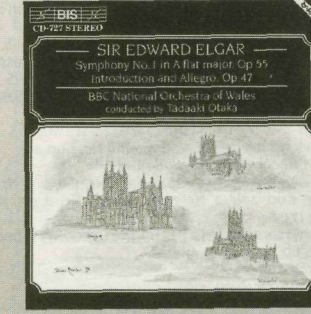 BIS
CD-727 STEREO
SIR EDWARD ELGAR
Symphony No. 1 in A flat major, Op 55
Introduction and Allegro, Op 47
BBC National Orchestra of Wales
conducted by Tadaaki Otaka